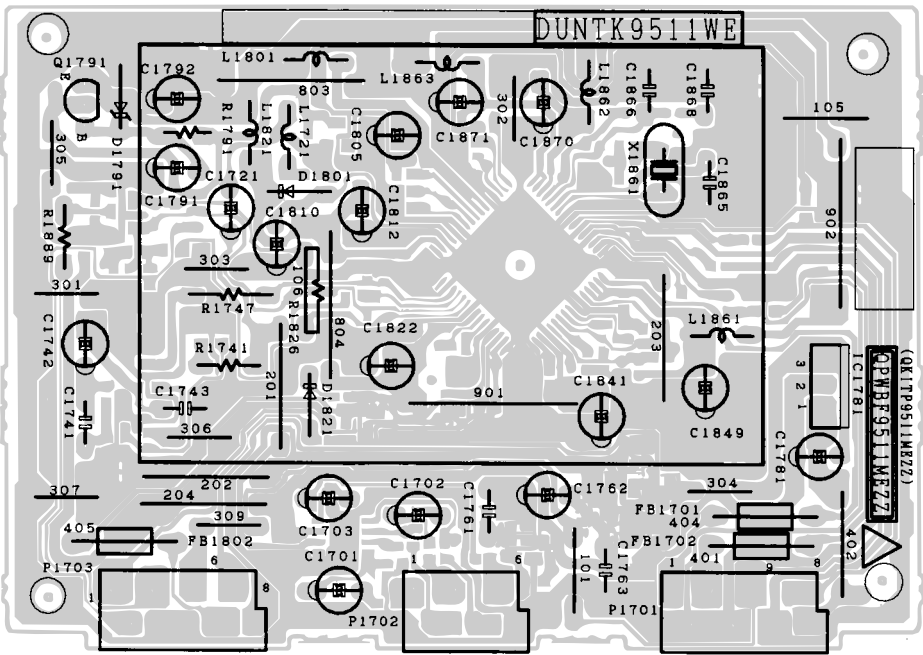 DUNTK9511WE
L1801
Q1791
E
B
C1792
803
L1863
L1862
C1866
C1868
302
105
R1791
L1821
L1721
C1805
C1871
C1870
305
D1791
X1861
C1865
C1791
C1721
D1801
C1810
C1812
R1889
902
303
106
301
R1747
R1826
804
203
L1861
C1742
C1822
R1741
201
D1821
C1743
C1741
306
901
C1841
C1849
3 2 1
IC1781
QPWBF9511MEZZ
(QKITP9511MEZZ)
C1781
202
307
204
304
C1702
C1761
C1762
309
C1703
FB1701
404
405
FB1802
FB1702
401
402
C1701
101
C1763
P1703
1
6
8
P1702
1
6
P1701
1
9
8